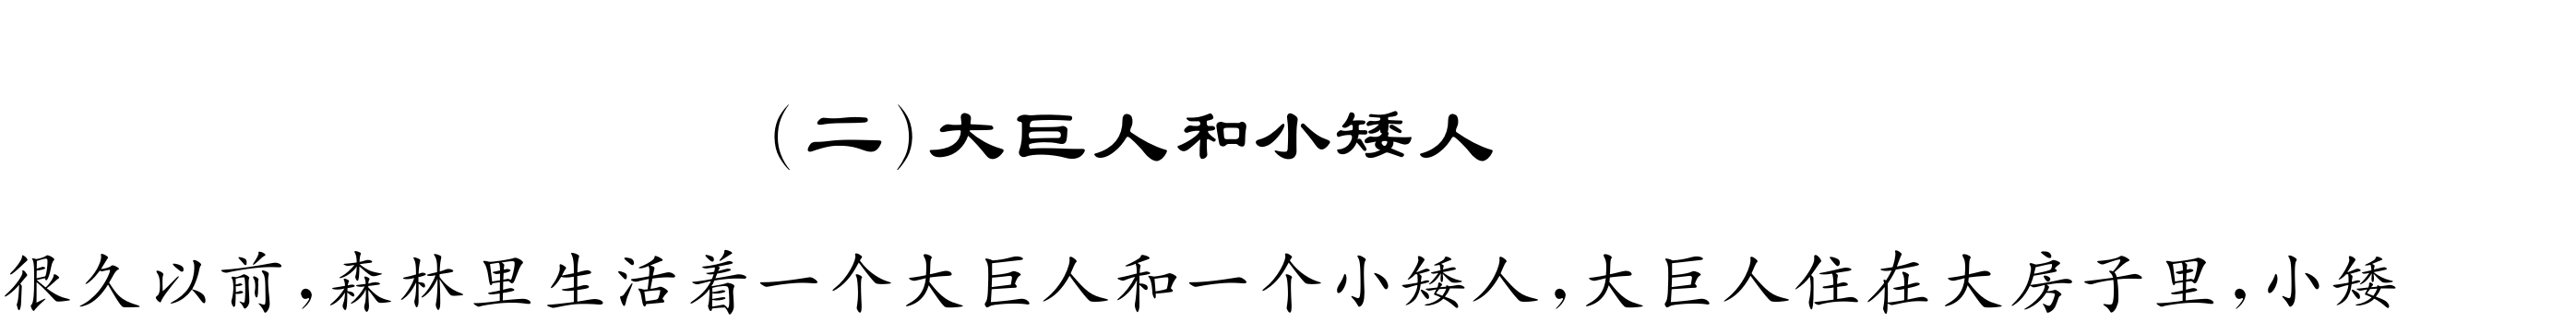 (二)大巨人和小矮人
很久以前,森林里生活着一个大巨人和一个小矮人,大巨人住在大房子里,小矮